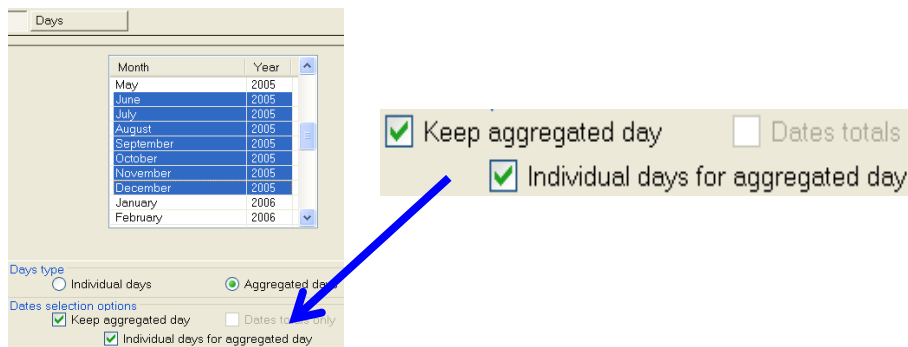 Days
Month Year
May 2005
June 2005
July 2005
August 2005
September 2005
October 2005
November 2005
December 2005
January 2006
February 2006
Days type
Individual days Aggregated days
Dates selection options
Keep aggregated day Dates totals only
Individual days for aggregated day
Keep aggregated day Dates totals
Individual days for aggregated day